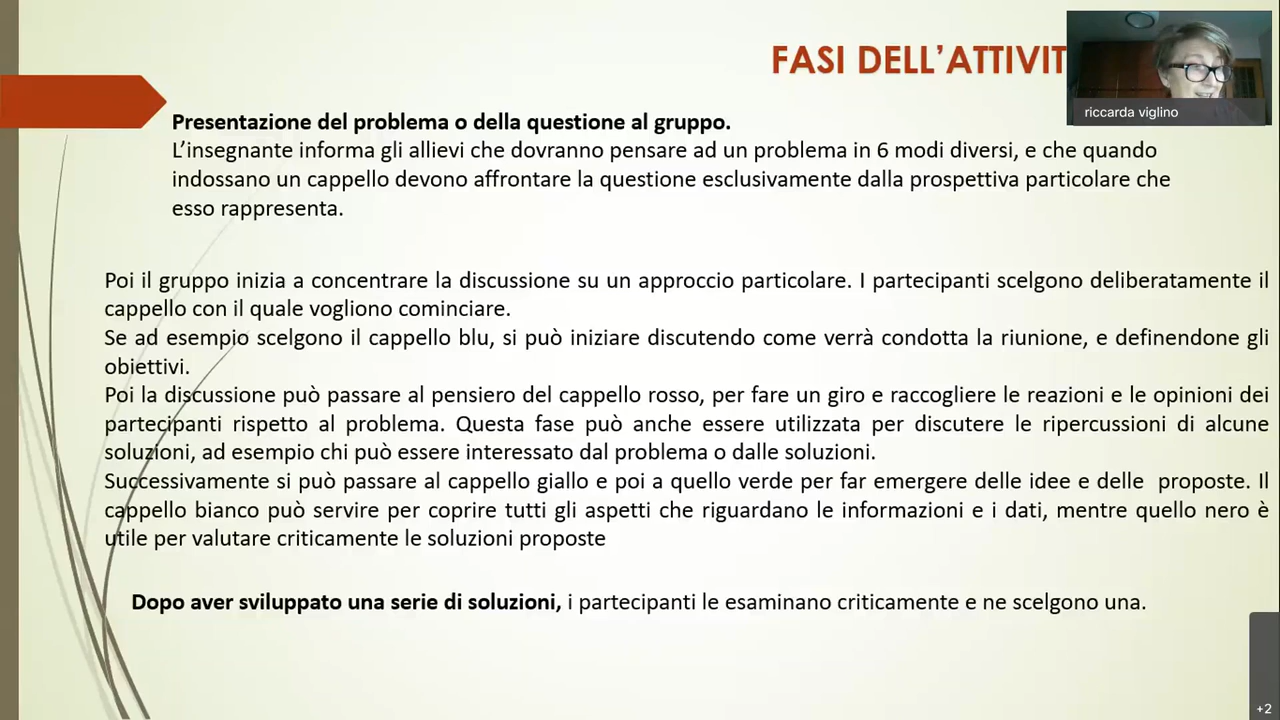 FASI DELL’ATTIVIT
riccarda viglino
Presentazione del problema o della questione al gruppo.
L’insegnante informa gli allievi che dovranno pensare ad un problema in 6 modi diversi, e che quando
indossano un cappello devono affrontare la questione esclusivamente dalla prospettiva particolare che
esso rappresenta.
Poi il gruppo inizia a concentrare la discussione su un approccio particolare. I partecipanti scelgono deliberatamente il
cappello con il quale vogliono cominciare.
Se ad esempio scelgono il cappello blu, si può iniziare discutendo come verrà condotta la riunione, e definendone gli
obiettivi.
Poi la discussione può passare al pensiero del cappello rosso, per fare un giro e raccogliere le reazioni e le opinioni dei
partecipanti rispetto al problema. Questa fase può anche essere utilizzata per discutere le ripercussioni di alcune
soluzioni, ad esempio chi può essere interessato dal problema o dalle soluzioni.
Successivamente si può passare al cappello giallo e poi a quello verde per far emergere delle idee e delle  proposte. Il
cappello bianco può servire per coprire tutti gli aspetti che riguardano le informazioni e i dati, mentre quello nero è
utile per valutare criticamente le soluzioni proposte
Dopo aver sviluppato una serie di soluzioni, i partecipanti le esaminano criticamente e ne scelgono una.
+2